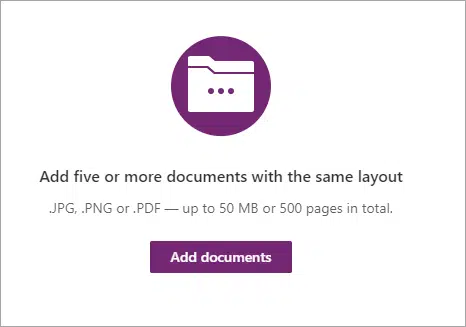 Add five or more documents with the same layout
.JPG, .PNG or .PDF — up to 50 MB or 500 pages in total.
Add documents